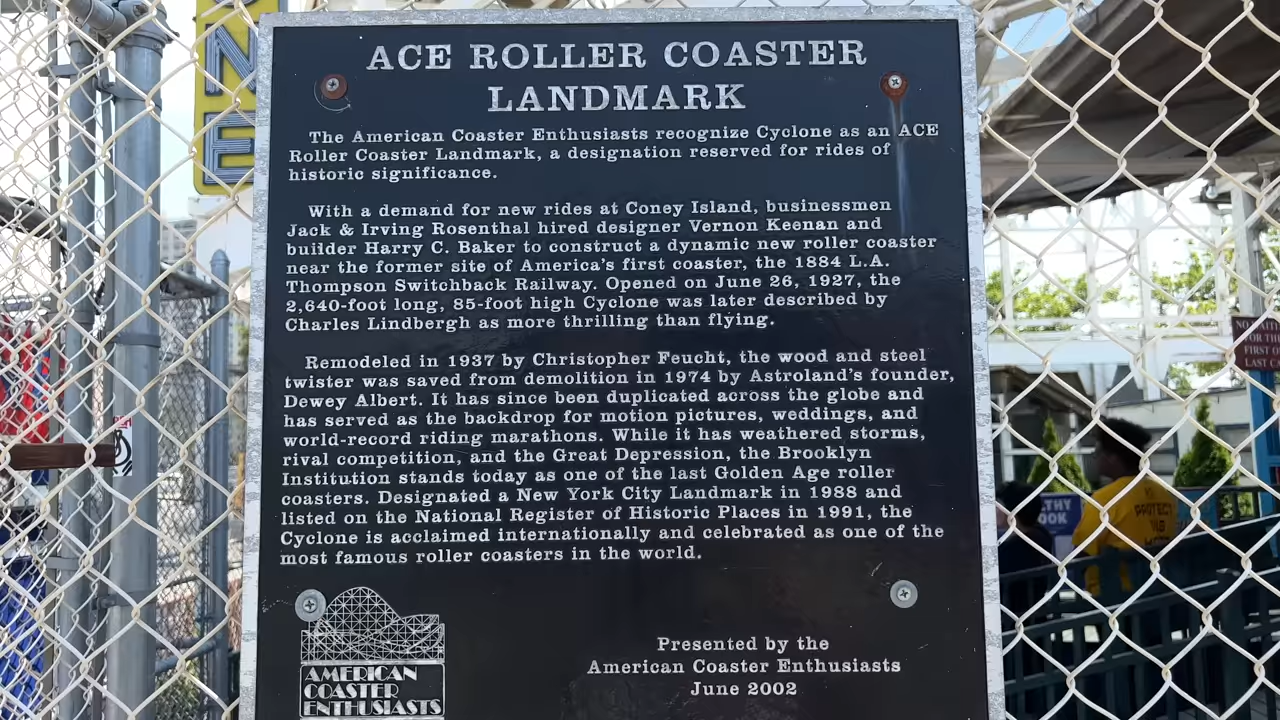 NE
ACE ROLLER COASTER
LANDMARK
The American Coaster Enthusiasts recognize Cyclone as an ACE
Roller Coaster Landmark, a designation reserved for rides of
historic significance.
With a demand for new rides at Coney Island, businessmen
Jack & Irving Rosenthal hired designer Vernon Keenan and
builder Harry C. Baker to construct a dynamic new roller coaster
near the former site of America's first coaster, the 1884 L.A.
Thompson Switchback Railway. Opened on June 26, 1927, the
2,640-foot long, 85-foot high Cyclone was later described by
Charles Lindbergh as more thrilling than flying.
Remodeled in 1937 by Christopher Feucht, the wood and steel
twister was saved from demolition in 1974 by Astroland's founder,
Dewey Albert. It has since been duplicated across the globe and
has served as the backdrop for motion pictures, weddings, and
world-record riding marathons. While it has weathered storms,
rival competition, and the Great Depression, the Brooklyn
Institution stands today as one of the last Golden Age roller
coasters. Designated a New York City Landmark in 1988 and
listed on the National Register of Historic Places in 1991, the
Cyclone is acclaimed internationally and celebrated as one of the
most famous roller coasters in the world.
AMERICAN
COASTER
ENTHUSIASTS
Presented by the
American Coaster Enthusiasts
June 2002
PROTECT